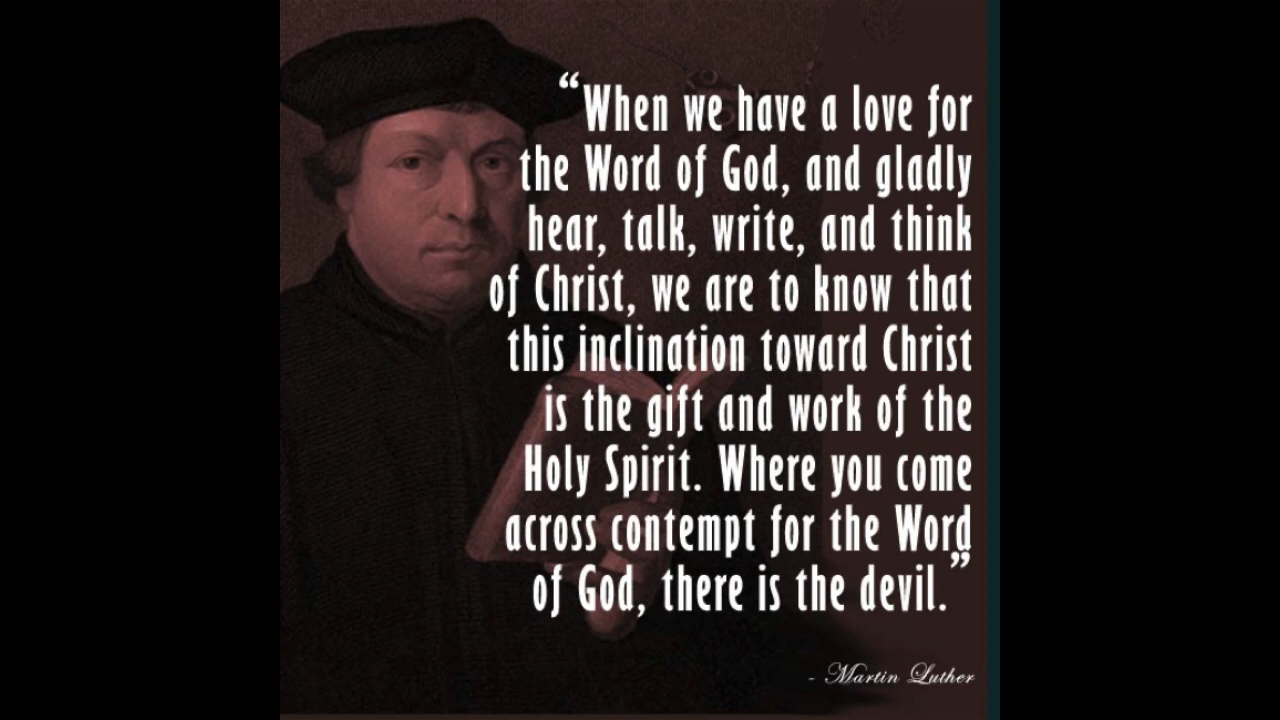 “When we have a love for
the Word of God, and gladly
hear, talk, write, and think
of Christ, we are to know that
this inclination toward Christ
is the gift and work of the
Holy Spirit. Where you come
across contempt for the Word
of God, there is the devil.”
- Martin Luther